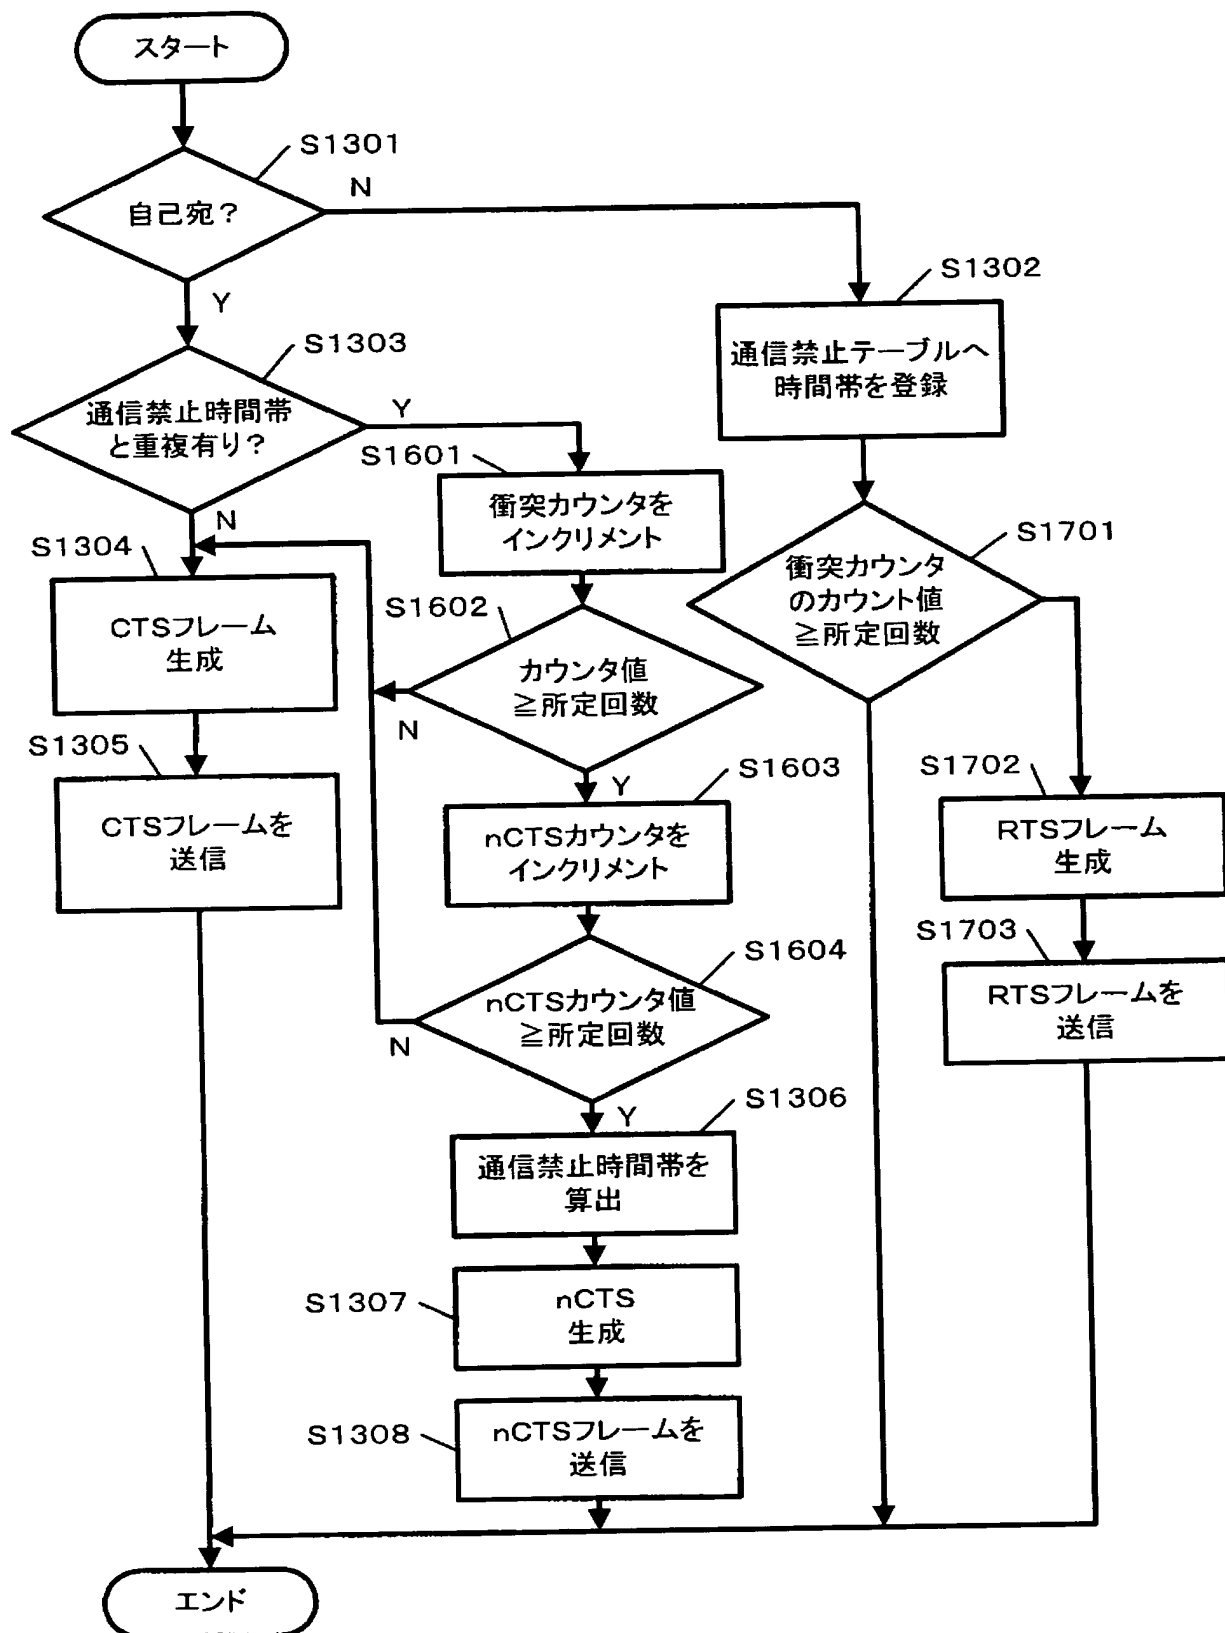 スタート
S1301
自己宛?
N
Y
S1302
通信禁止テーブルへ
時間帯を登録
S1303
通信禁止時間帯
と重複有り?
Y
N
S1601
衝突カウンタを
インクリメント
S1701
衝突カウンタ
のカウント値
≧所定回数
S1304
CTSフレーム
生成
S1602
カウンタ値
≧所定回数
N
Y
S1305
CTSフレームを
送信
S1603
nCTSカウンタを
インクリメント
S1702
RTSフレーム
生成
S1604
nCTSカウンタ値
≧所定回数
N
Y
S1703
RTSフレームを
送信
S1306
通信禁止時間帯を
算出
S1307
nCTS
生成
S1308
nCTSフレームを
送信
エンド